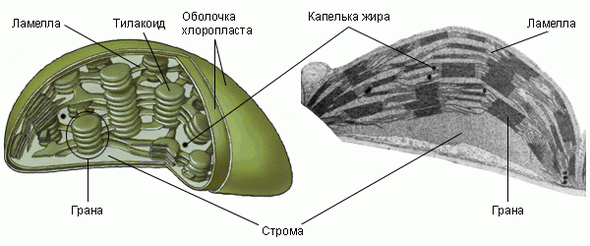 Ламелла
Тилакоид
Оболочка
хлоропласта
Капелька жира
Ламелла
Грана
Строма
Грана